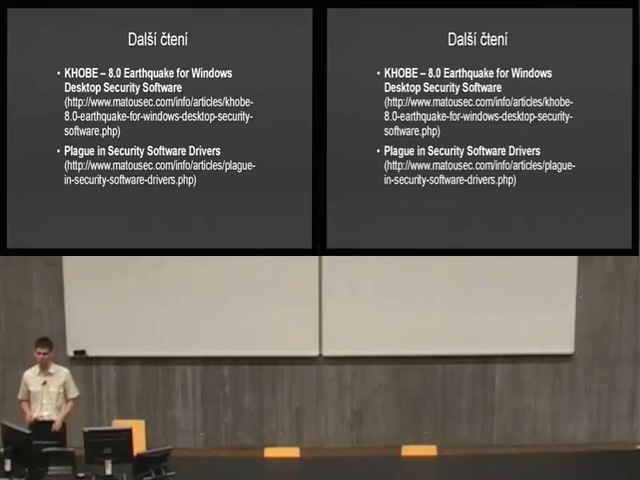 Další čtení
• KHOBE – 8.0 Earthquake for Windows
Desktop Security Software
(http://www.matousec.com/info/articles/khobe-
8.0-earthquake-for-windows-desktop-security-
software.php)
• Plague in Security Software Drivers
(http://www.matousec.com/info/articles/plague-
in-security-software-drivers.php)
Další čtení
• KHOBE – 8.0 Earthquake for Windows
Desktop Security Software
(http://www.matousec.com/info/articles/khobe-
8.0-earthquake-for-windows-desktop-security-
software.php)
• Plague in Security Software Drivers
(http://www.matousec.com/info/articles/plague-
in-security-software-drivers.php)